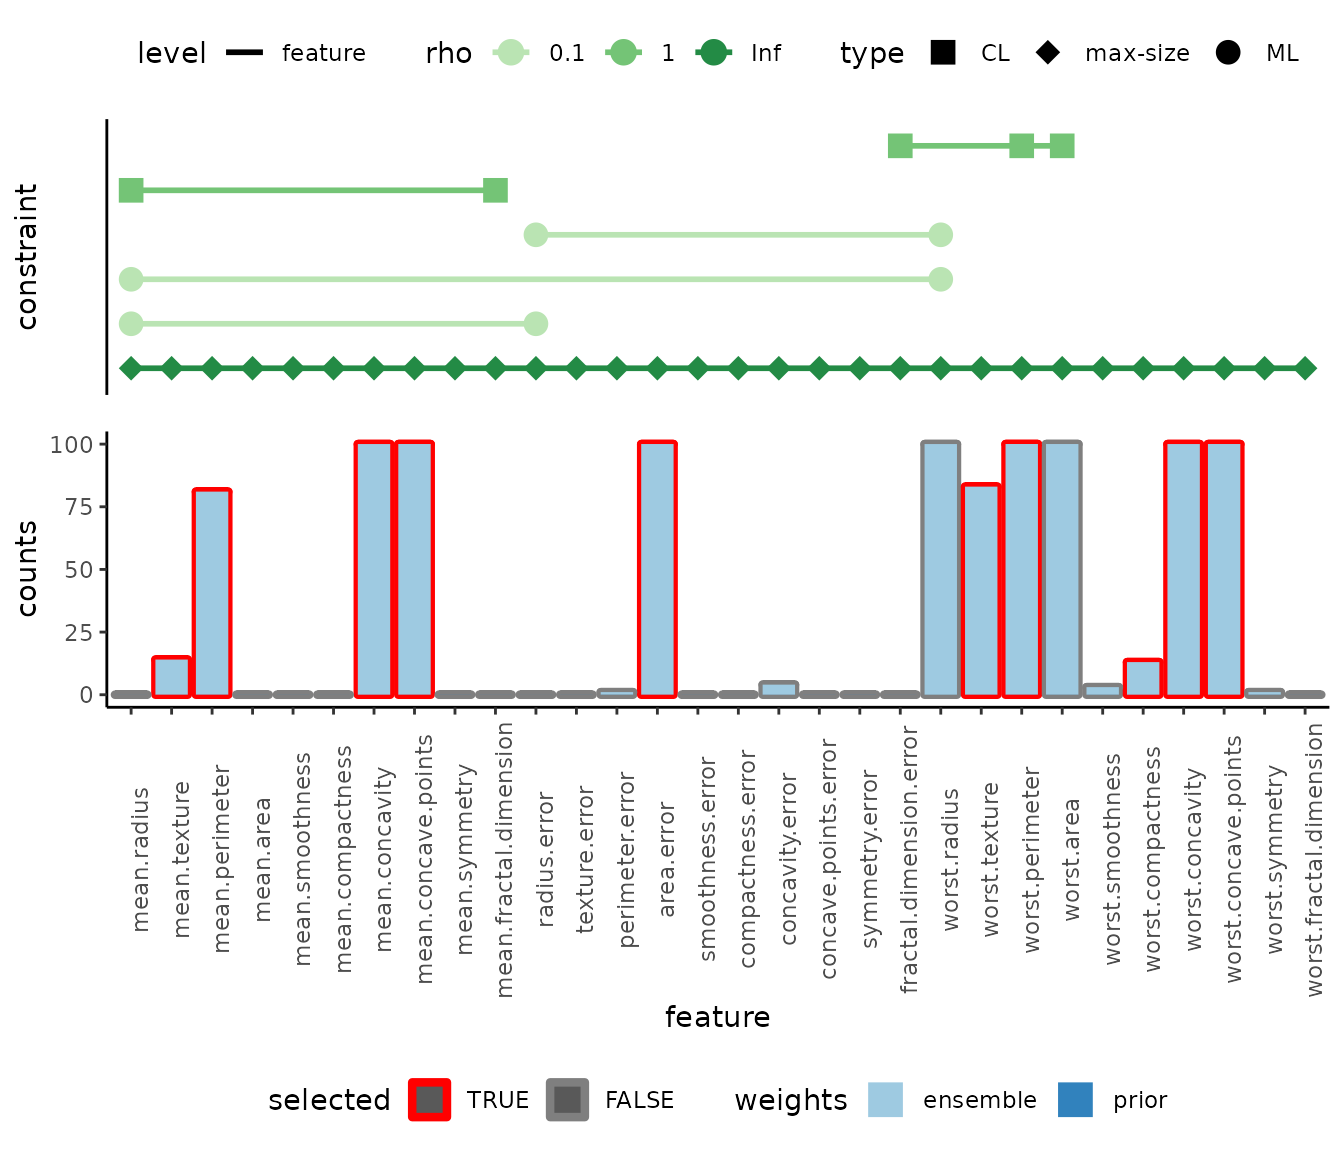 level feature rho 0.1 1 Inf type CL max-size ML
constraint
counts
100
75
50
25
0
mean.radius
mean.texture
mean.perimeter
mean.area
mean.smoothness
mean.compactness
mean.concavity
mean.concave.points
mean.symmetry
mean.fractal.dimension
radius.error
texture.error
perimeter.error
area.error
smoothness.error
compactness.error
concavity.error
concave.points.error
symmetry.error
fractal.dimension.error
worst.radius
worst.texture
worst.perimeter
worst.area
worst.smoothness
worst.compactness
worst.concavity
worst.concave.points
worst.symmetry
worst.fractal.dimension
feature
selected TRUE FALSE weights ensemble prior